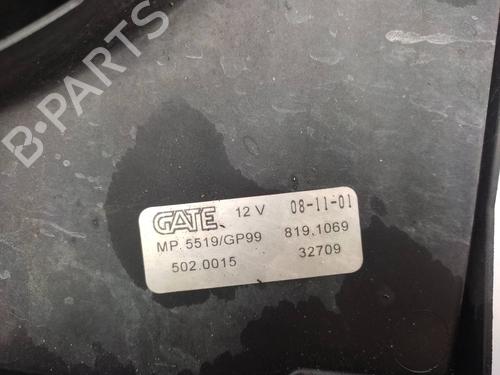 B-PARTS
GATE 12 V 08-11-01
MP. 5519/GP99 819.1069
502.0015 32709